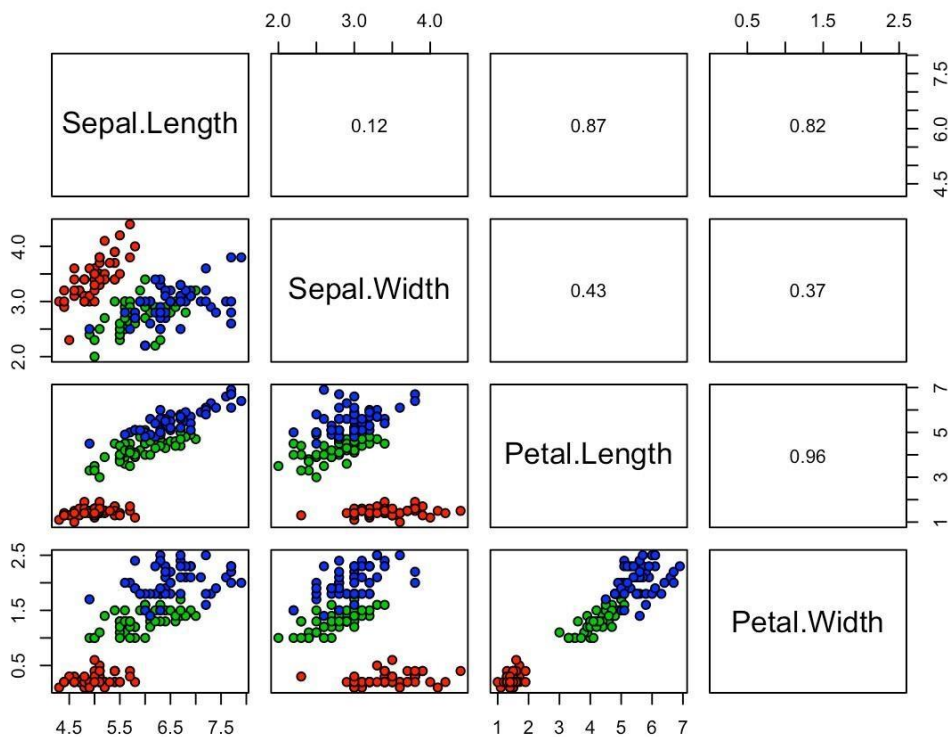 2.0 3.0 4.0 0.5 1.5 2.5
Sepal.Length 0.12 0.87 0.82
4.5 6.0 7.5
Sepal.Width 0.43 0.37
2.0 3.0 4.0
Petal.Length 0.96
1 3 5 7
Petal.Width
0.5 1.5 2.5
4.5 5.5 6.5 7.5 1 2 3 4 5 6 7